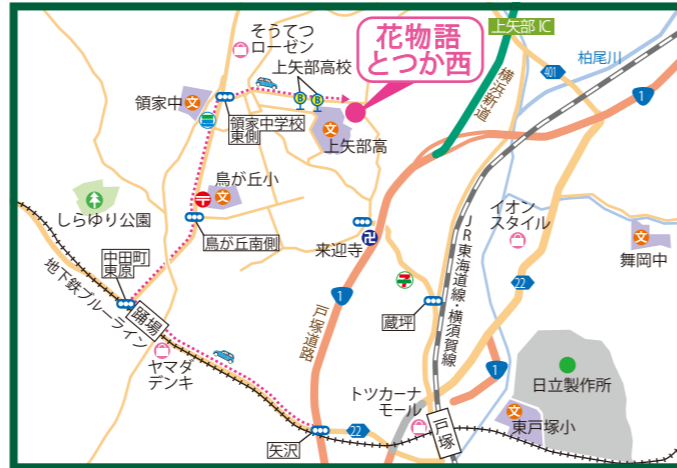 花物語
とつか西
上矢部IC
そうてつ
ローゼン
上矢部高校
B
B
柏尾川
401
1
横浜新道
領家中
文
領家中学校
東側
文
上矢部高
鳥が丘小
文
しらゆり公園
鳥が丘南側
来迎寺
卍
JR東海道線・横須賀線
イオン
スタイル
文
舞岡中
中田町
東原
地下鉄ブルーライン
踊場
1
戸塚道路
蔵坪
22
ヤマダ
デンキ
1
日立製作所
トツカーナ
モール
戸塚
文
東戸塚小
矢沢
22